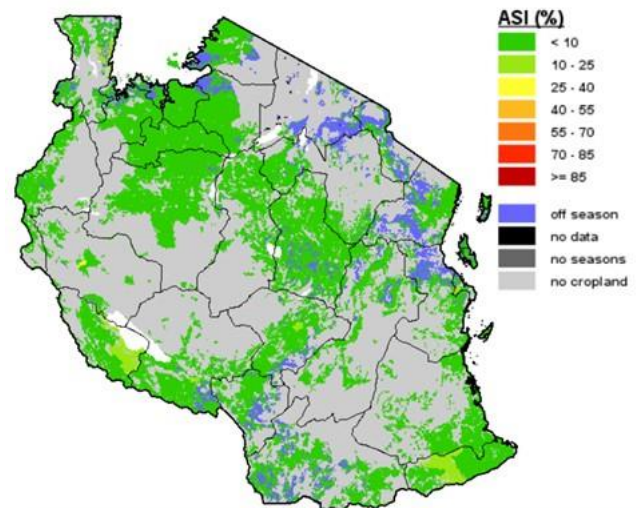 ASI (%)
< 10
10 - 25
25 - 40
40 - 55
55 - 70
70 - 85
>= 85
off season
no data
no seasons
no cropland